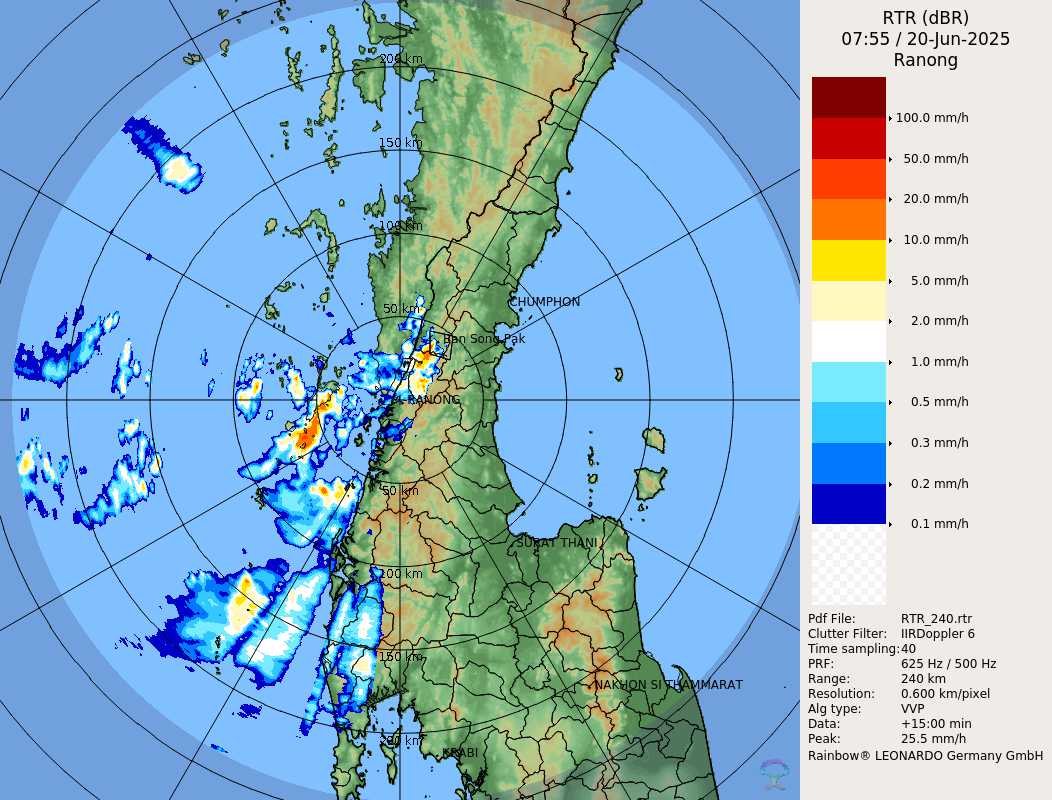 RTR (dBR)
07:55 / 20-Jun-2025
Ranong
200 km
150 km
100 km
50 km
CHUMPHON
Ban Song Pak
RANONG
50 km
SURAT THANI
100 km
150 km
NAKHON SI THAMMARAT
200 km
KRABI
100.0 mm/h
50.0 mm/h
20.0 mm/h
10.0 mm/h
5.0 mm/h
2.0 mm/h
1.0 mm/h
0.5 mm/h
0.3 mm/h
0.2 mm/h
0.1 mm/h
Pdf File: RTR_240.rtr
Clutter Filter: IIRDoppler 6
Time sampling:40
PRF: 625 Hz / 500 Hz
Range: 240 km
Resolution: 0.600 km/pixel
Alg type: VVP
Data: +15:00 min
Peak: 25.5 mm/h
Rainbow® LEONARDO Germany GmbH